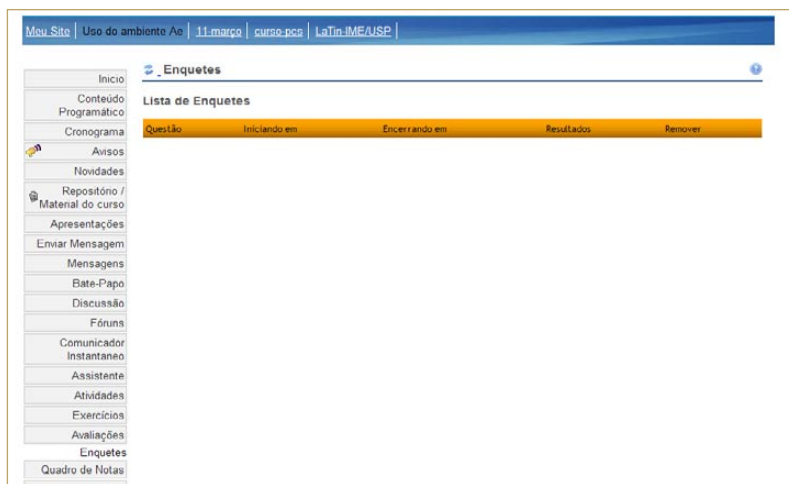 Meu Site | Uso do ambiente Ae | 11-março | curso-pcs | LaTin-IME/USP |
Enquetes
Lista de Enquetes
Questão Iniciando em Encerrando em Resultados Remover
Inicio
Conteúdo
Programático
Cronograma
Avisos
Novidades
Repositório /
Material do curso
Apresentações
Enviar Mensagem
Mensagens
Bate-Papo
Discussão
Fóruns
Comunicador
Instantaneo
Assistente
Atividades
Exercícios
Avaliações
Enquetes
Quadro de Notas